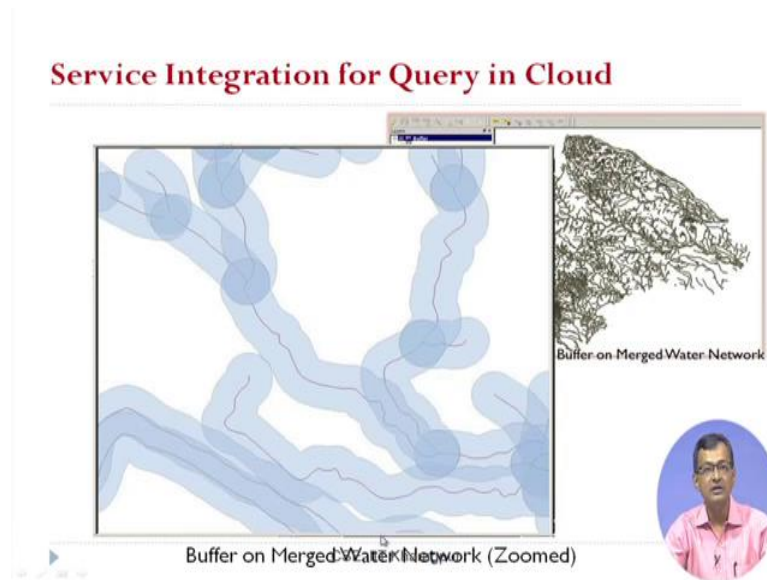 Service Integration for Query in Cloud
Buffer on Merged Water Network
Buffer on Merged Water Network (Zoomed)